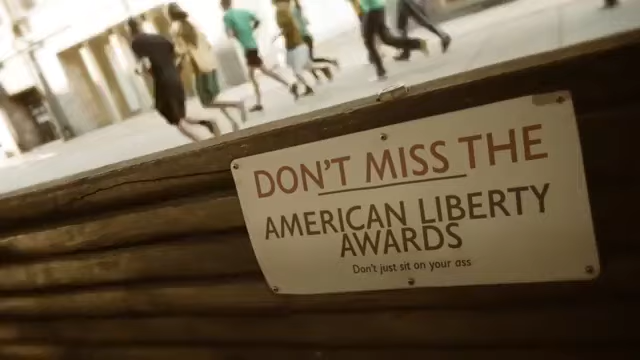 DON'T MISS THE
AMERICAN LIBERTY
AWARDS
Don't just sit on your ass